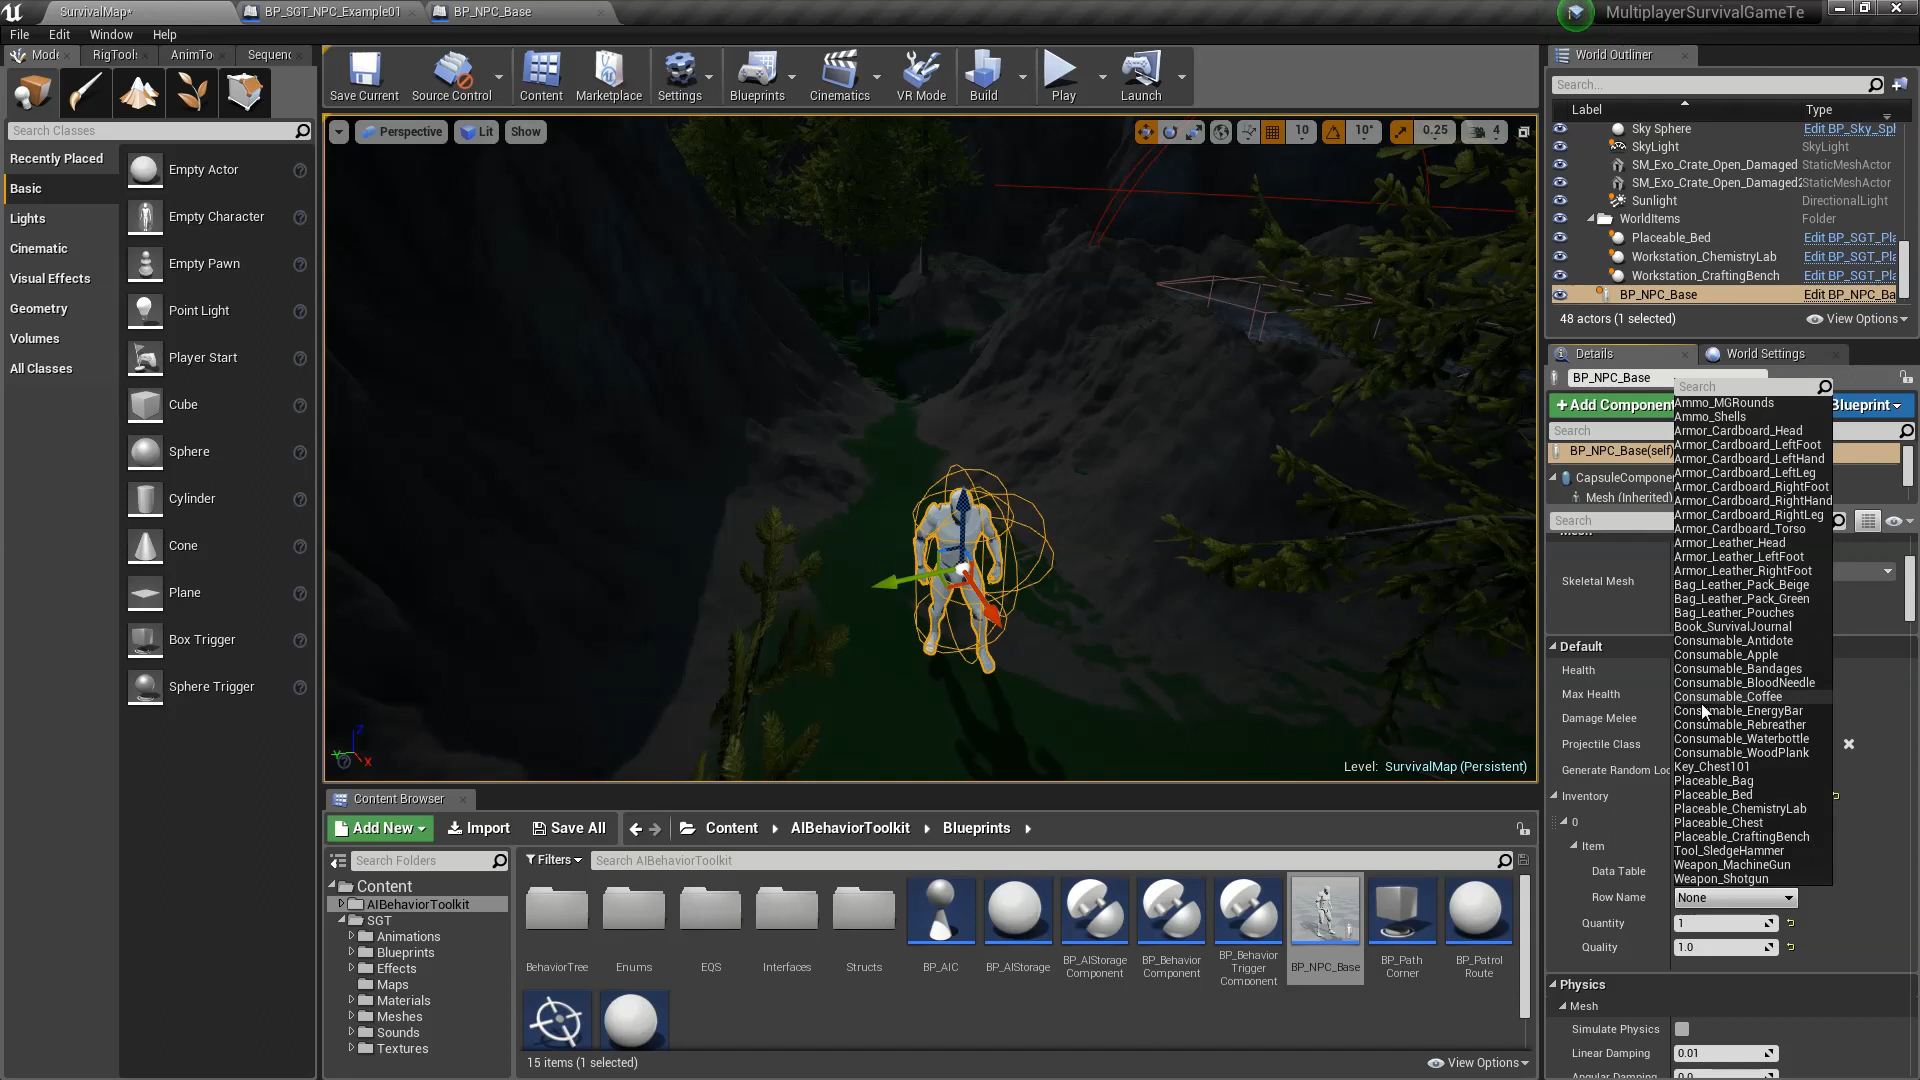 SurvivalMap*
BP_SGT_NPC_Example01
BP_NPC_Base
MultiplayerSurvivalGameTe
File Edit Window Help
Mode RigTools AnimTo Sequenc
Save Current
Source Control
Content
Marketplace
Settings
Blueprints
Cinematics
VR Mode
Build
Play
Launch
Search Classes
Recently Placed
Basic
Lights
Cinematic
Visual Effects
Geometry
Volumes
All Classes
Empty Actor
Empty Character
Empty Pawn
Point Light
Player Start
Cube
Sphere
Cylinder
Cone
Plane
Box Trigger
Sphere Trigger
Perspective Lit Show
10 10° 0.25 4
Z
Y X
Level: SurvivalMap (Persistent)
World Outliner
Search...
Label Type
Sky Sphere Edit BP_Sky_Spl
SkyLight SkyLight
SM_Exo_Crate_Open_Damaged StaticMeshActor
SM_Exo_Crate_Open_Damaged2 StaticMeshActor
Sunlight DirectionalLight
WorldItems Folder
Placeable_Bed Edit BP_SGT_Pla
Workstation_ChemistryLab Edit BP_SGT_Pla
Workstation_CraftingBench Edit BP_SGT_Pla
BP_NPC_Base Edit BP_NPC_Ba
48 actors (1 selected)
View Options
Details World Settings
BP_NPC_Base
+ Add Component
Blueprint
Search
BP_NPC_Base(self)
CapsuleCompone
Mesh (Inherited)
Search
Mesh
Skeletal Mesh
Default
Health
Max Health
Damage Melee
Projectile Class
Generate Random Loo
Inventory
0
Item
Data Table
Row Name None
Quantity 1
Quality 1.0
Physics
Mesh
Simulate Physics
Linear Damping 0.01
Angular Damping 0.0
Search
Ammo_MGRounds
Ammo_Shells
Armor_Cardboard_Head
Armor_Cardboard_LeftFoot
Armor_Cardboard_LeftHand
Armor_Cardboard_LeftLeg
Armor_Cardboard_RightFoot
Armor_Cardboard_RightHand
Armor_Cardboard_RightLeg
Armor_Cardboard_Torso
Armor_Leather_Head
Armor_Leather_LeftFoot
Armor_Leather_RightFoot
Bag_Leather_Pack_Beige
Bag_Leather_Pack_Green
Bag_Leather_Pouches
Book_SurvivalJournal
Consumable_Antidote
Consumable_Apple
Consumable_Bandages
Consumable_BloodNeedle
Consumable_Coffee
Consumable_EnergyBar
Consumable_Rebreather
Consumable_Waterbottle
Consumable_WoodPlank
Key_Chest101
Placeable_Bag
Placeable_Bed
Placeable_ChemistryLab
Placeable_Chest
Placeable_CraftingBench
Tool_SledgeHammer
Weapon_MachineGun
Weapon_Shotgun
Content Browser
Add New Import Save All Content AIBehaviorToolkit Blueprints
Search Folders
Filters Search AIBehaviorToolkit
Content
AIBehaviorToolkit
SGT
Animations
Blueprints
Effects
Maps
Materials
Meshes
Sounds
Textures
BehaviorTree
Enums
EQS
Interfaces
Structs
BP_AIC
BP_AIStorage
BP_AIStorage Component
BP_Behavior Component
BP_Behavior Trigger Component
BP_NPC_Base
BP_Path Corner
BP_Patrol Route
15 items (1 selected)
View Options